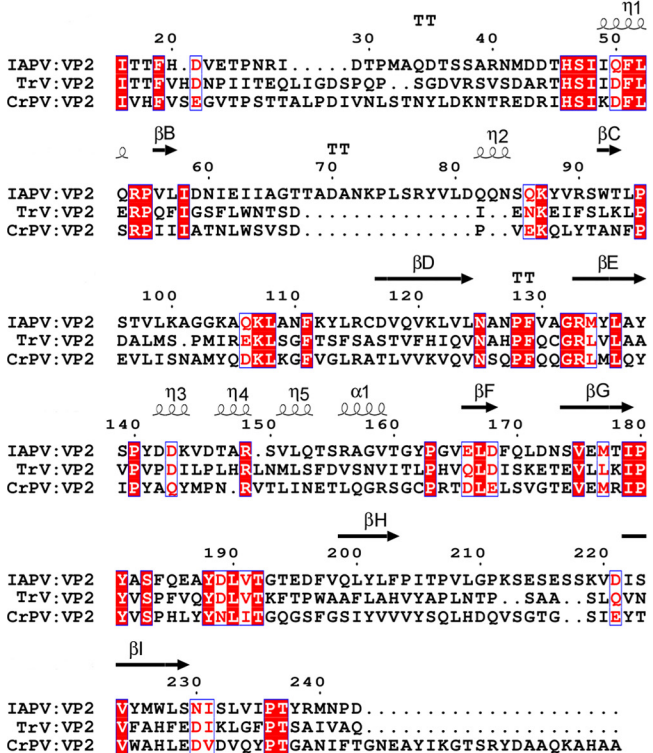 TT η1
20 30 40 50
IAPV:VP2 ITTFH.DVETPNRI.....DTPMAQDTSSARNMDDTHSIIQFL
TrV:VP2 ITTFVHDNPIITEQLIGDSPQP..SGDVRSVSDARTHSIIDFL
CrPV:VP2 IVHFVSEGVTPSTTALPDIVNLSTNYLDKNTREDRIHSIKDFL
βB TT η2 βC
60 70 80 90
IAPV:VP2 QRPVLIDNIEIIAGTTADANKPLSRYVLDQQNSQKYVRSWTLP
TrV:VP2 ERPQFIGSFLWNTSD..............I..ENKEIFSLKLP
CrPV:VP2 SRPIIIATNLWSVSD..............P..VEKQLYTANFP
βD TT βE
100 110 120 130
IAPV:VP2 STVLKAGGKAQKLANFKYLRCDVQVKLVLNANPFVAGRMYLAY
TrV:VP2 DALMS.PMIREKLSGFTSFSASTVFHIQVNAHPFQCGRLVLAA
CrPV:VP2 EVLISNAMYQDKLKGFVGLRATLVVKVQVNSQPFQQGRLMLQY
η3 η4 η5 α1 βF βG
140 150 160 170 180
IAPV:VP2 SPYDDKVDTAR.SVLQTSRAGVTGYPGVELDFQLDNSVEMTIP
TrV:VP2 VPVPDILPLHRLNMLSFDVSNVITLPHVQLDISKETEVLLKIP
CrPV:VP2 IPYAQYMPN.RVTLINETLQGRSGCPRTDLELSVGTEVEMRIP
βH
190 200 210 220
IAPV:VP2 YASFQEAYDLVTGTEDFVQLYLFPITPVLGPKSESESSKVDIS
TrV:VP2 YVSPFVQYDLVTKFTPWAAFLAHVYAPLNTP..SAA..SLQVN
CrPV:VP2 YVSPHLYYNLITGQGSFGSIYVVVYSQLHDQVSGTG..SIEYT
βI
230 240
IAPV:VP2 VYMWLSNISLVIPTYRMNPD.....................
TrV:VP2 VFAHFEDIKLGFPTSAIVAQ.....................
CrPV:VP2 VWAHLEDVDVQYPTGANIFTGNEAYIKGTSRYDAAQKAHAA